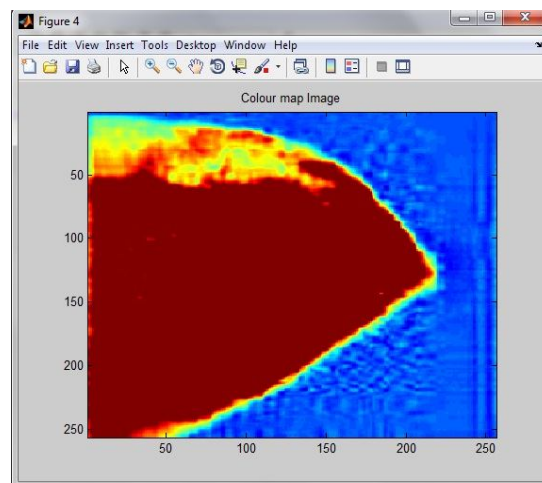 Figure 4
File Edit View Insert Tools Desktop Window Help
Colour map Image
50
100
150
200
250
50 100 150 200 250